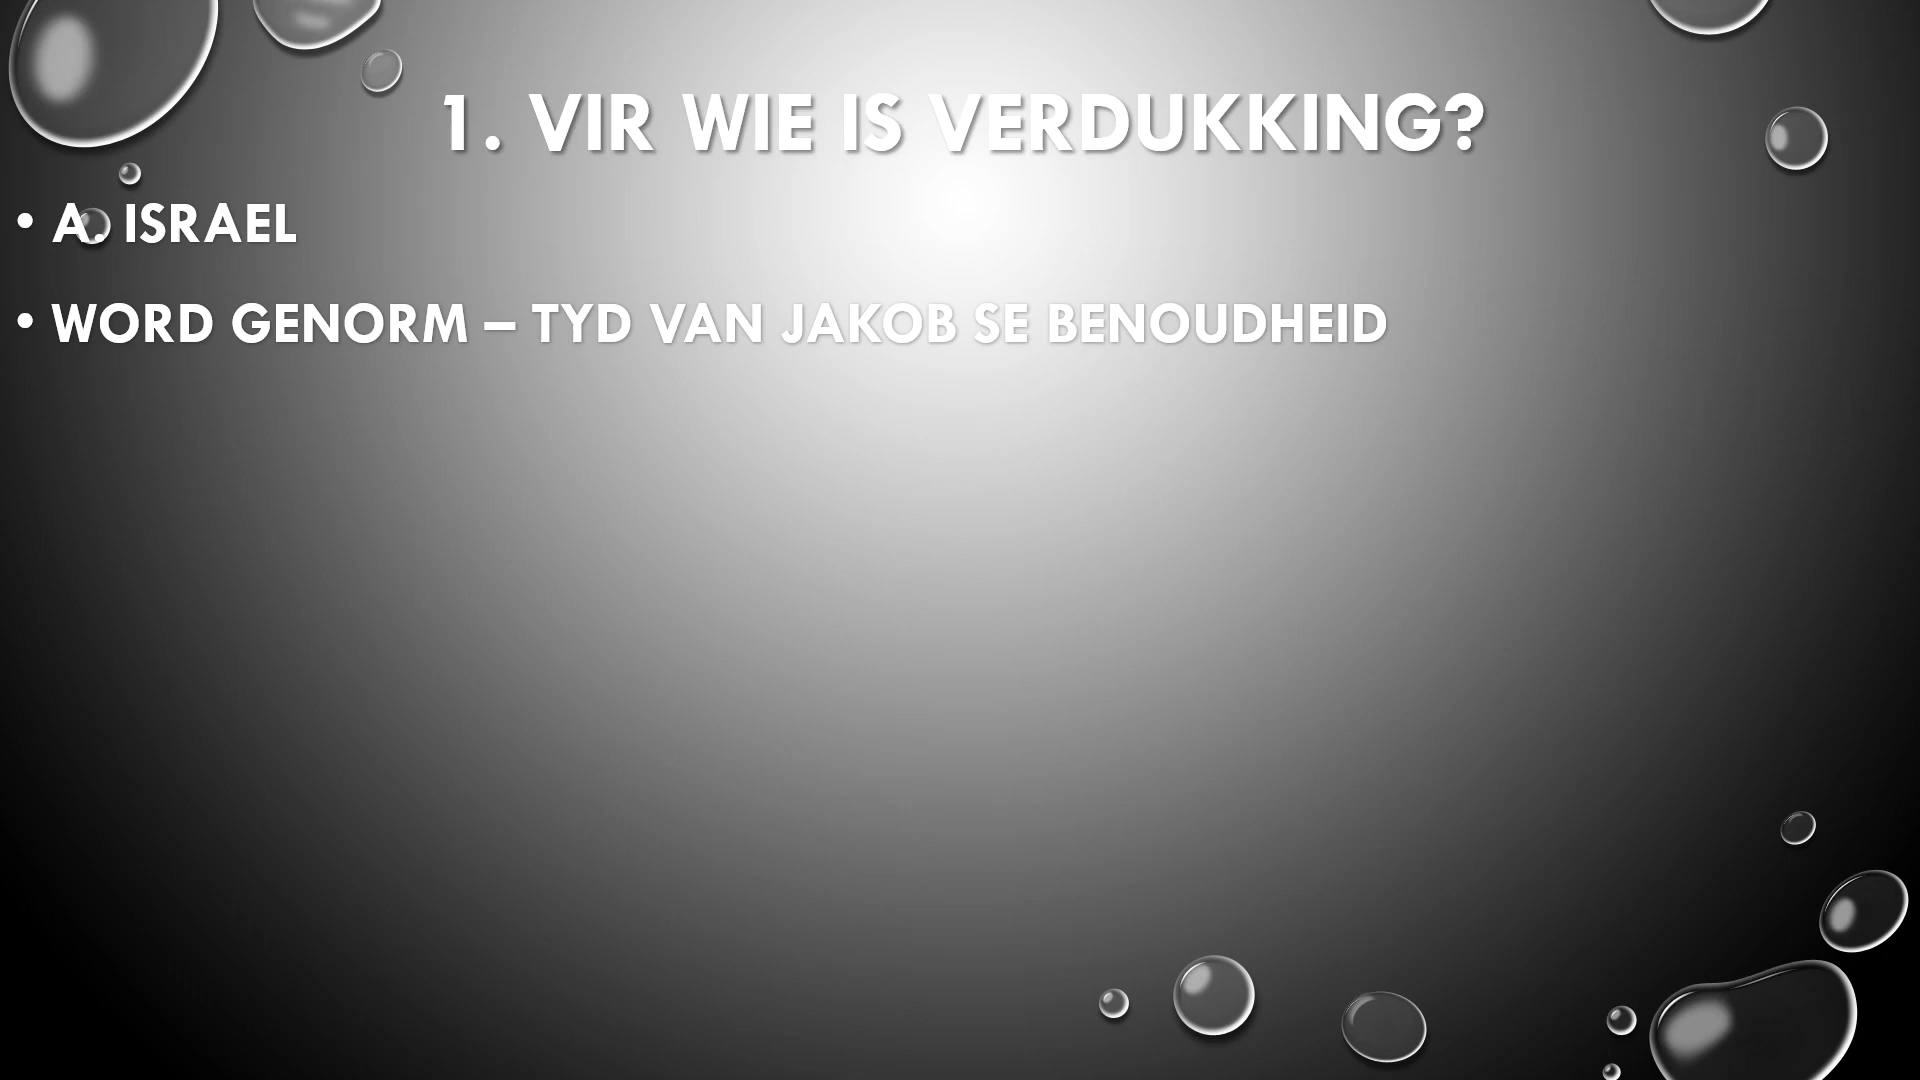 1. VIR WIE IS VERDUKKING?
• A. ISRAEL
• WORD GENORM – TYD VAN JAKOB SE BENOUDHEID